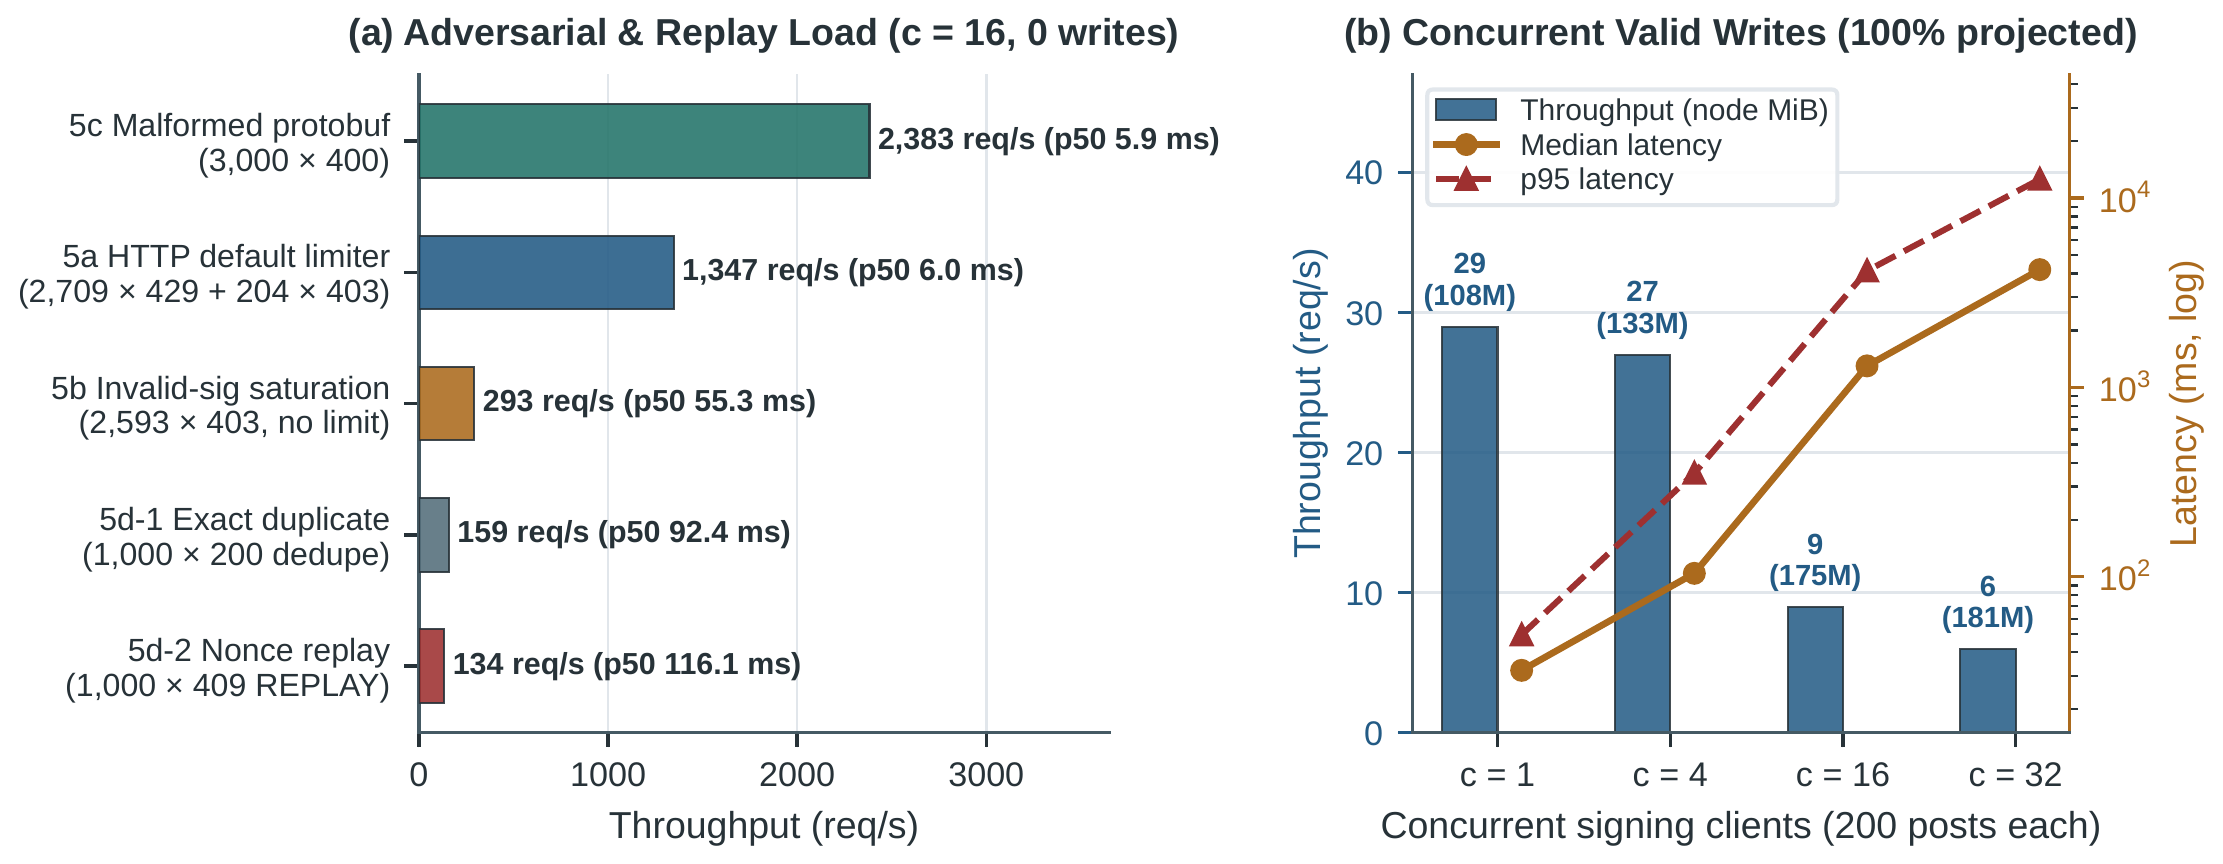 (a) Adversarial & Replay Load (c = 16, 0 writes)
5c Malformed protobuf
(3,000 × 400)
2,383 req/s (p50 5.9 ms)
5a HTTP default limiter
(2,709 × 429 + 204 × 403)
1,347 req/s (p50 6.0 ms)
5b Invalid-sig saturation
(2,593 × 403, no limit)
293 req/s (p50 55.3 ms)
5d-1 Exact duplicate
(1,000 × 200 dedupe)
159 req/s (p50 92.4 ms)
5d-2 Nonce replay
(1,000 × 409 REPLAY)
134 req/s (p50 116.1 ms)
0 1000 2000 3000
Throughput (req/s)
(b) Concurrent Valid Writes (100% projected)
Throughput (node MiB)
Median latency
p95 latency
Throughput (req/s)
40
30
20
10
0
29
(108M)
27
(133M)
9
(175M)
6
(181M)
10⁴
10³
10²
Latency (ms, log)
c = 1 c = 4 c = 16 c = 32
Concurrent signing clients (200 posts each)